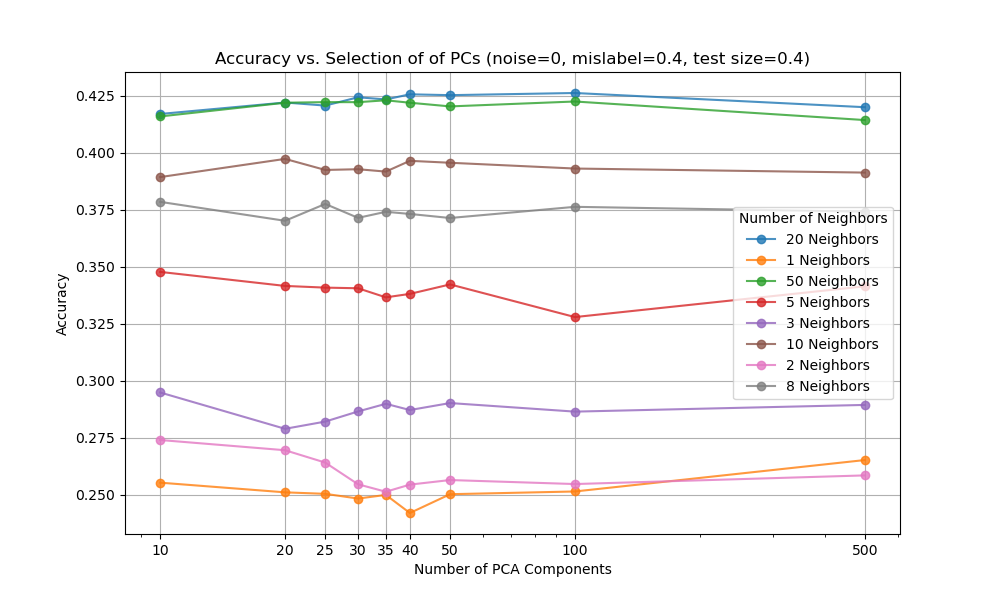 Accuracy vs. Selection of of PCs (noise=0, mislabel=0.4, test size=0.4)
Accuracy
0.425
0.400
0.375
0.350
0.325
0.300
0.275
0.250
Number of Neighbors
20 Neighbors
1 Neighbors
50 Neighbors
5 Neighbors
3 Neighbors
10 Neighbors
2 Neighbors
8 Neighbors
10 20 25 30 35 40 50 100 500
Number of PCA Components